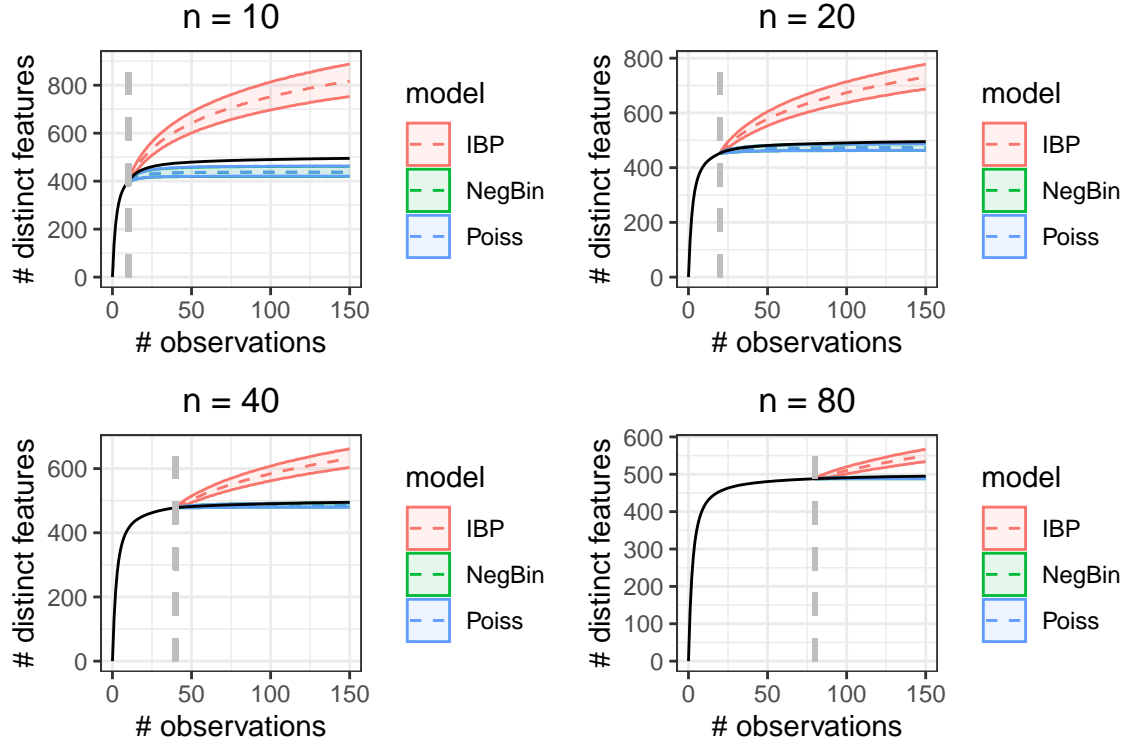 n = 10
# distinct features
800
600
400
200
0
0 50 100 150
# observations
model
IBP
NegBin
Poiss
n = 20
# distinct features
800
600
400
200
0
0 50 100 150
# observations
model
IBP
NegBin
Poiss
n = 40
# distinct features
600
400
200
0
0 50 100 150
# observations
model
IBP
NegBin
Poiss
n = 80
# distinct features
600
500
400
300
200
100
0
0 50 100 150
# observations
model
IBP
NegBin
Poiss